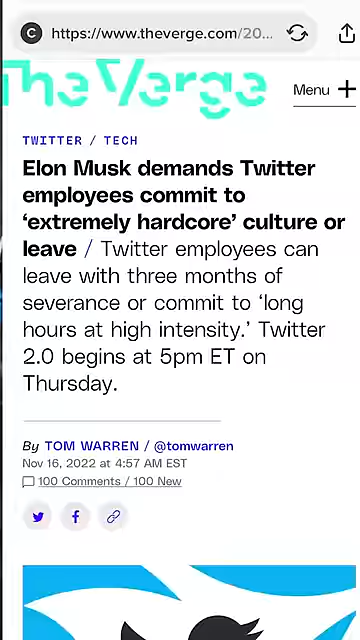 C https://www.theverge.com/20...
The Verge
Menu
TWITTER / TECH
Elon Musk demands Twitter
employees commit to
‘extremely hardcore’ culture or
leave / Twitter employees can
leave with three months of
severance or commit to ‘long
hours at high intensity.’ Twitter
2.0 begins at 5pm ET on
Thursday.
By TOM WARREN / @tomwarren
Nov 16, 2022 at 4:57 AM EST
100 Comments / 100 New